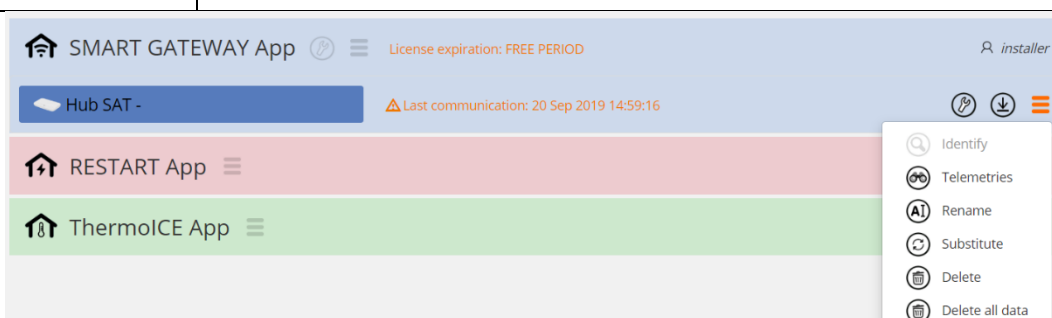 SMART GATEWAY App License expiration: FREE PERIOD installer
Hub SAT - Last communication: 20 Sep 2019 14:59:16
Identify
RESTART App
Telemetries
AI Rename
ThermoICE App
Substitute
Delete
Delete all data